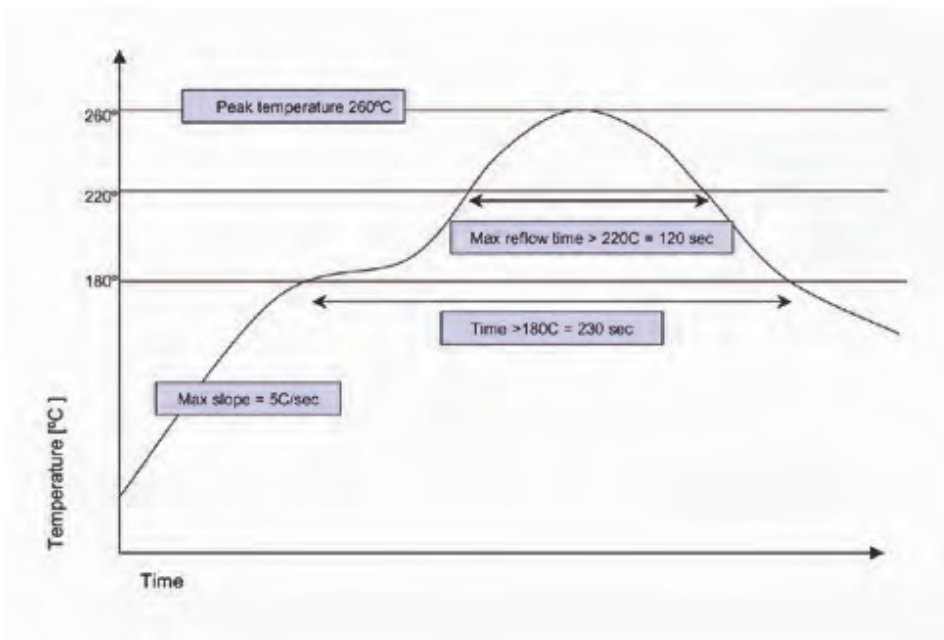 Peak temperature 260ºC
260º
220º
Max reflow time > 220C = 120 sec
180º
Time >180C = 230 sec
Max slope = 5C/sec
Temperature [ºC ]
Time